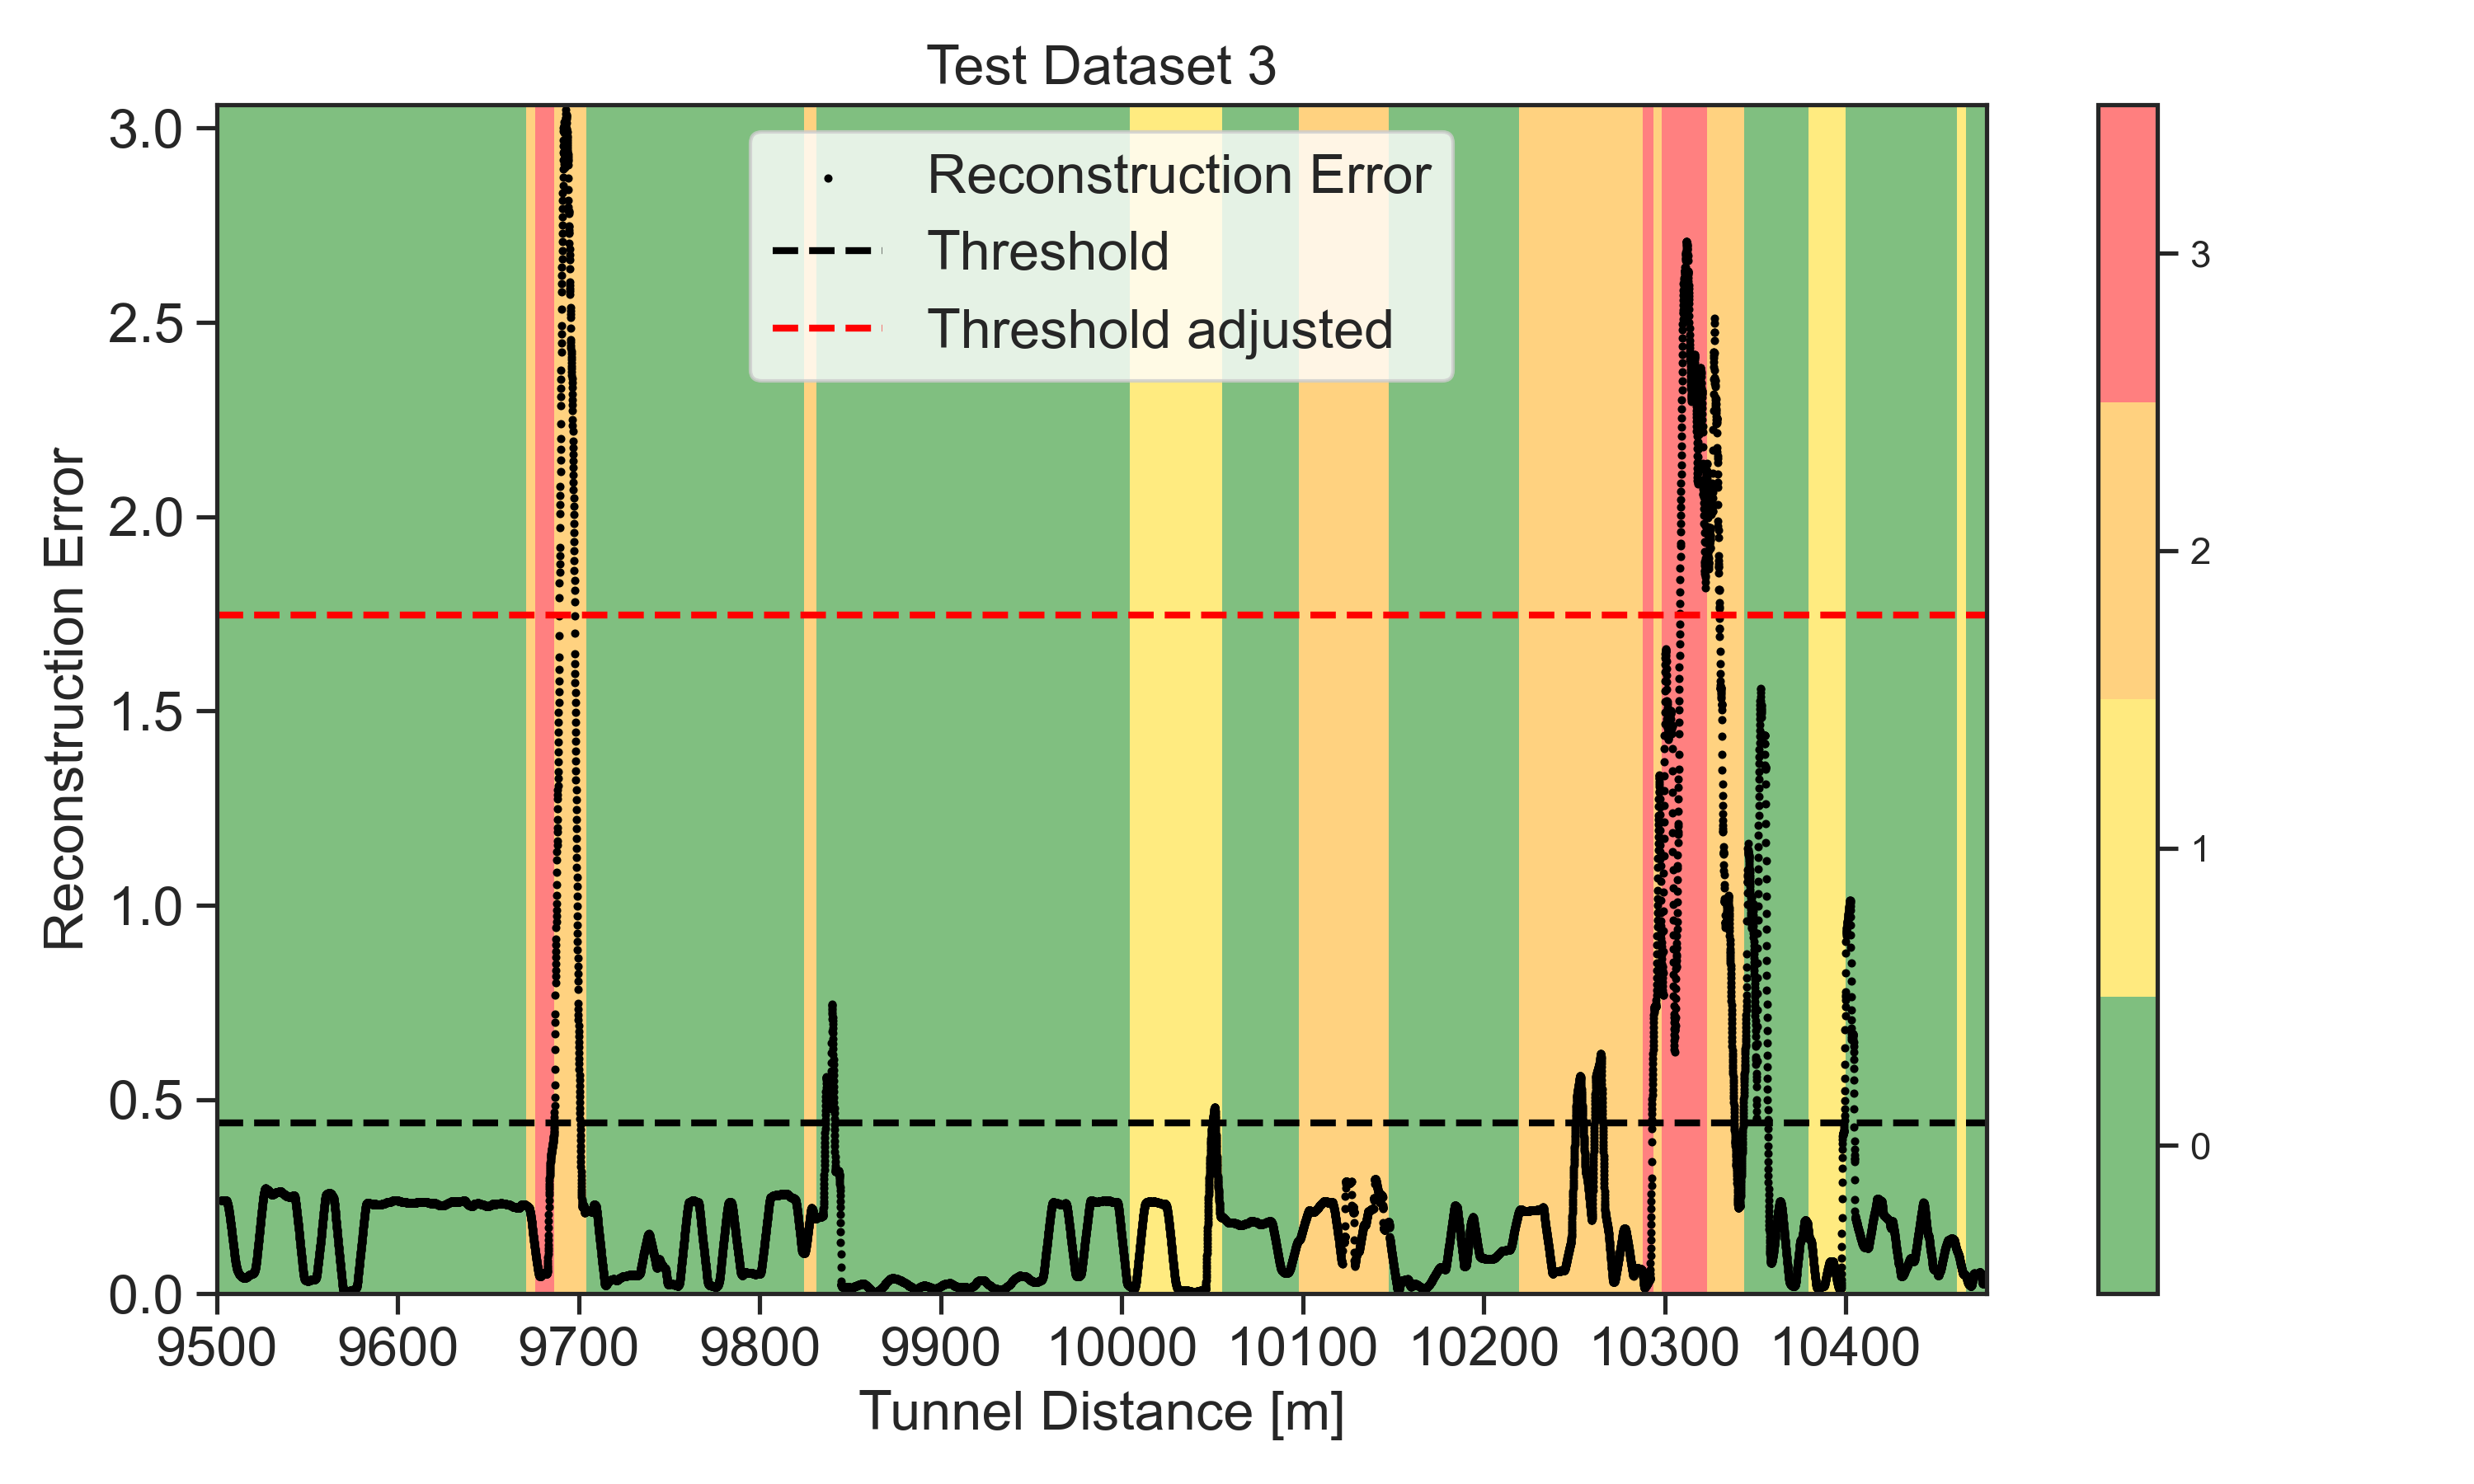 Test Dataset 3
Reconstruction Error
Threshold
Threshold adjusted
Reconstruction Error
3.0
2.5
2.0
1.5
1.0
0.5
0.0
9500 9600 9700 9800 9900 10000 10100 10200 10300 10400
Tunnel Distance [m]
3
2
1
0